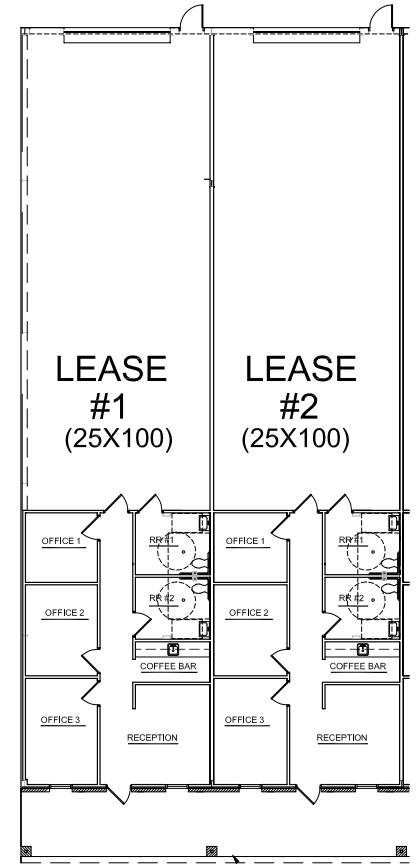 LEASE
#1
(25X100)
LEASE
#2
(25X100)
OFFICE 1
RR #1
OFFICE 1
RR #1
OFFICE 2
RR #2
OFFICE 2
RR #2
COFFEE BAR
COFFEE BAR
OFFICE 3
RECEPTION
OFFICE 3
RECEPTION